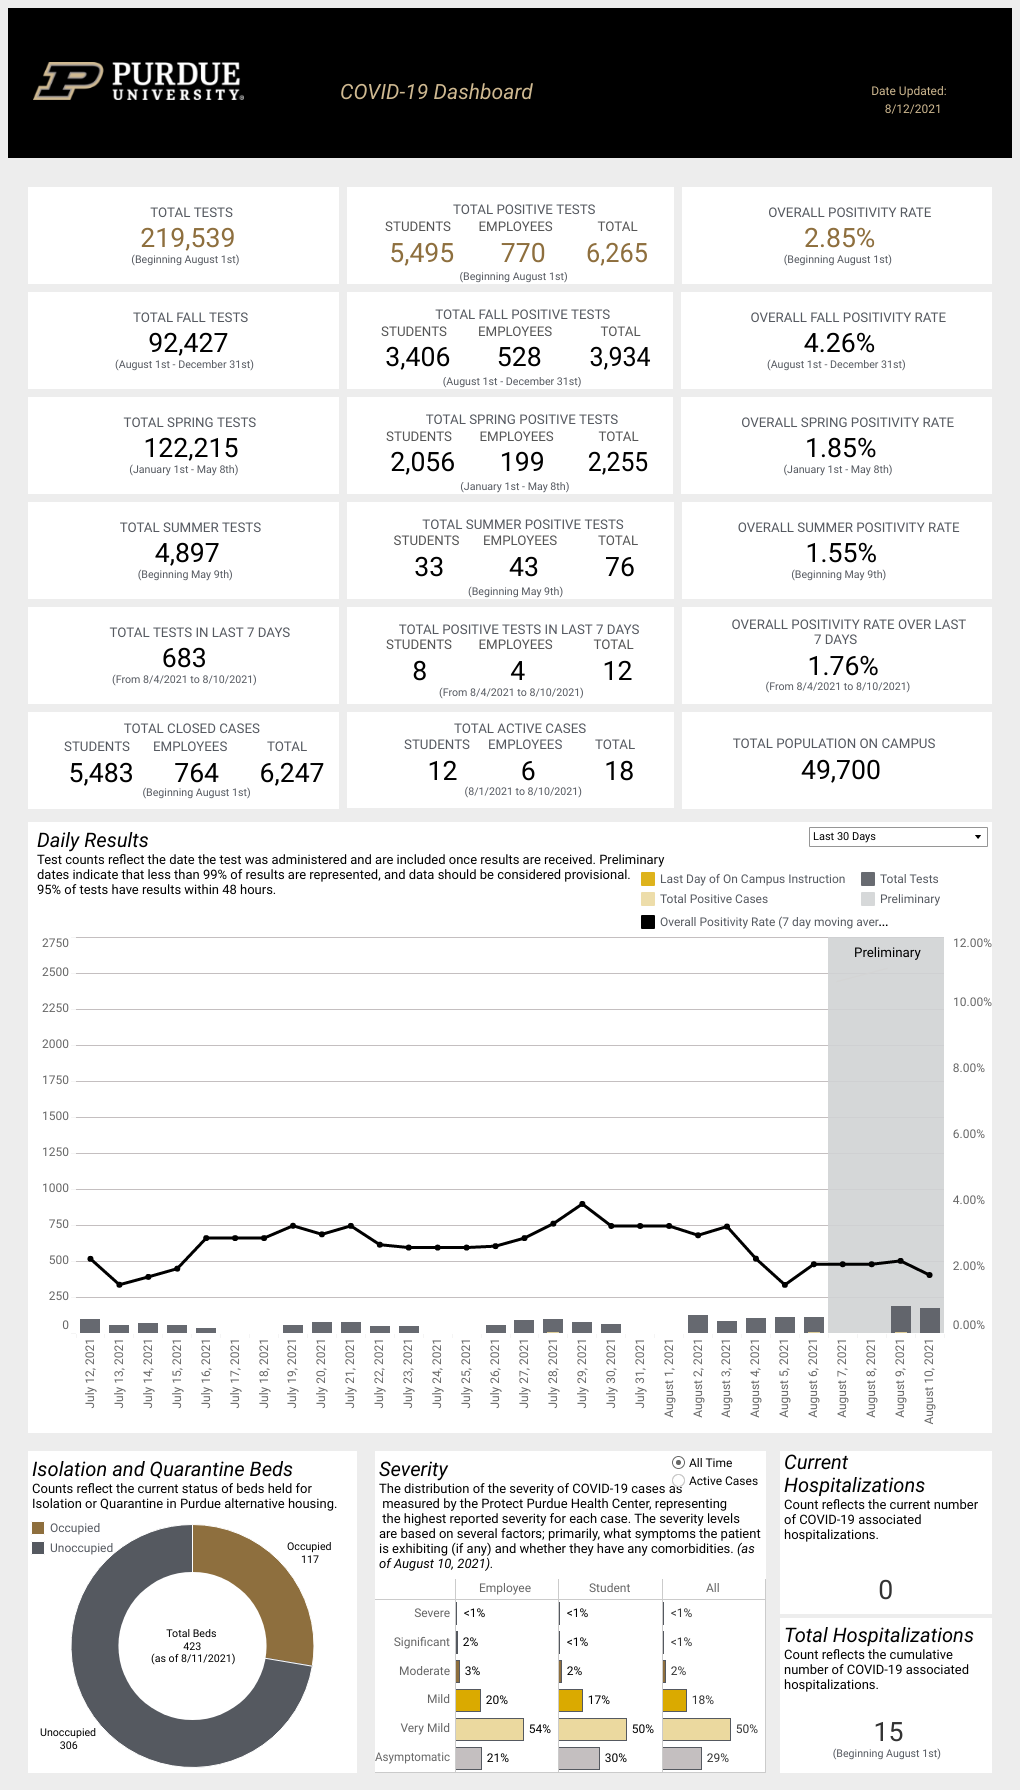 PURDUE
UNIVERSITY®
COVID-19 Dashboard
Date Updated:
8/12/2021
TOTAL TESTS
219,539
(Beginning August 1st)
TOTAL POSITIVE TESTS
STUDENTS EMPLOYEES TOTAL
5,495 770 6,265
(Beginning August 1st)
OVERALL POSITIVITY RATE
2.85%
(Beginning August 1st)
TOTAL FALL TESTS
92,427
(August 1st - December 31st)
TOTAL FALL POSITIVE TESTS
STUDENTS EMPLOYEES TOTAL
3,406 528 3,934
(August 1st - December 31st)
OVERALL FALL POSITIVITY RATE
4.26%
(August 1st - December 31st)
TOTAL SPRING TESTS
122,215
(January 1st - May 8th)
TOTAL SPRING POSITIVE TESTS
STUDENTS EMPLOYEES TOTAL
2,056 199 2,255
(January 1st - May 8th)
OVERALL SPRING POSITIVITY RATE
1.85%
(January 1st - May 8th)
TOTAL SUMMER TESTS
4,897
(Beginning May 9th)
TOTAL SUMMER POSITIVE TESTS
STUDENTS EMPLOYEES TOTAL
33 43 76
(Beginning May 9th)
OVERALL SUMMER POSITIVITY RATE
1.55%
(Beginning May 9th)
TOTAL TESTS IN LAST 7 DAYS
683
(From 8/4/2021 to 8/10/2021)
TOTAL POSITIVE TESTS IN LAST 7 DAYS
STUDENTS EMPLOYEES TOTAL
8 4 12
(From 8/4/2021 to 8/10/2021)
OVERALL POSITIVITY RATE OVER LAST
7 DAYS
1.76%
(From 8/4/2021 to 8/10/2021)
TOTAL CLOSED CASES
STUDENTS EMPLOYEES TOTAL
5,483 764 6,247
(Beginning August 1st)
TOTAL ACTIVE CASES
STUDENTS EMPLOYEES TOTAL
12 6 18
(8/1/2021 to 8/10/2021)
TOTAL POPULATION ON CAMPUS
49,700
Daily Results
Last 30 Days
Test counts reflect the date the test was administered and are included once results are received. Preliminary
dates indicate that less than 99% of results are represented, and data should be considered provisional.
95% of tests have results within 48 hours.
Last Day of On Campus Instruction
Total Tests
Total Positive Cases
Preliminary
Overall Positivity Rate (7 day moving aver...
Preliminary
2750
2500
2250
2000
1750
1500
1250
1000
750
500
250
0
12.00%
10.00%
8.00%
6.00%
4.00%
2.00%
0.00%
July 12, 2021
July 13, 2021
July 14, 2021
July 15, 2021
July 16, 2021
July 17, 2021
July 18, 2021
July 19, 2021
July 20, 2021
July 21, 2021
July 22, 2021
July 23, 2021
July 24, 2021
July 25, 2021
July 26, 2021
July 27, 2021
July 28, 2021
July 29, 2021
July 30, 2021
July 31, 2021
August 1, 2021
August 2, 2021
August 3, 2021
August 4, 2021
August 5, 2021
August 6, 2021
August 7, 2021
August 8, 2021
August 9, 2021
August 10, 2021
Isolation and Quarantine Beds
Counts reflect the current status of beds held for
Isolation or Quarantine in Purdue alternative housing.
Occupied
Unoccupied
Occupied
117
Total Beds
423
(as of 8/11/2021)
Unoccupied
306
Severity
All Time
Active Cases
The distribution of the severity of COVID-19 cases as
measured by the Protect Purdue Health Center, representing
the highest reported severity for each case. The severity levels
are based on several factors; primarily, what symptoms the patient
is exhibiting (if any) and whether they have any comorbidities. (as
of August 10, 2021).
Employee Student All
Severe <1% <1% <1%
Significant 2% <1% <1%
Moderate 3% 2% 2%
Mild 20% 17% 18%
Very Mild 54% 50% 50%
Asymptomatic 21% 30% 29%
Current
Hospitalizations
Count reflects the current number
of COVID-19 associated
hospitalizations.
0
Total Hospitalizations
Count reflects the cumulative
number of COVID-19 associated
hospitalizations.
15
(Beginning August 1st)